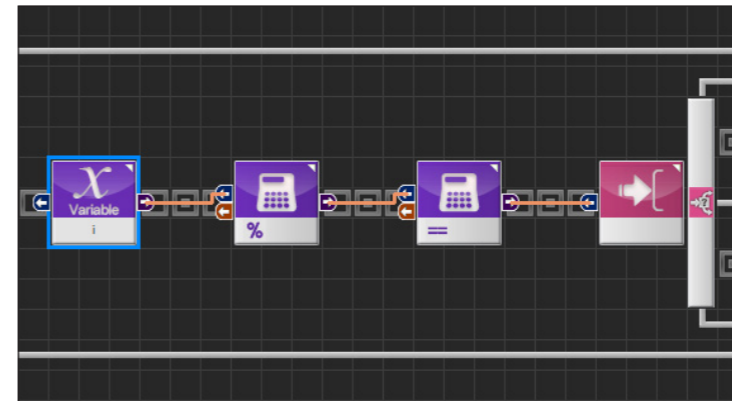 X
Variable
i
%
==
?